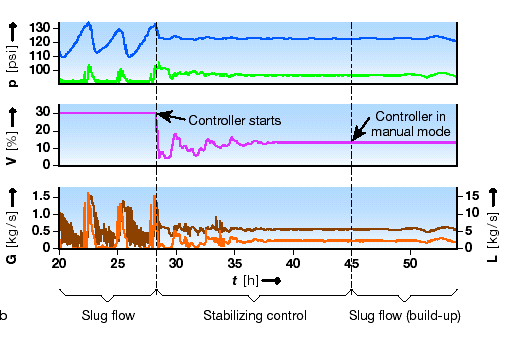 130
120
110
100
p [psi]
30
20
10
0
V [%]
Controller starts
Controller in
manual mode
1.5
1.0
0.5
0
G [kg/s]
15
10
5
0
L [kg/s]
20 25 30 35 40 45 50
t [h]
b
Slug flow
Stabilizing control
Slug flow (build-up)